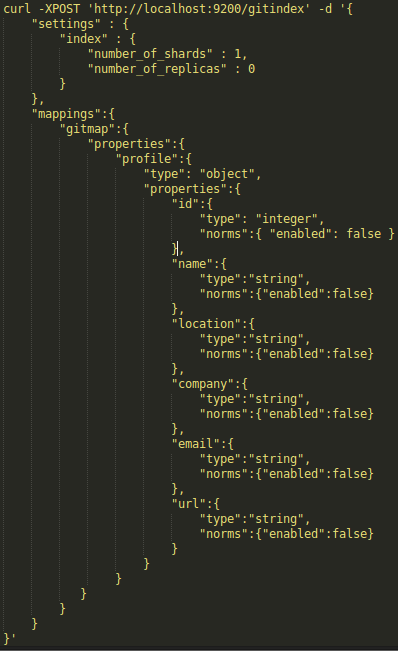 curl -XPOST 'http://localhost:9200/gitindex' -d '{
    "settings" : {
        "index" : {
            "number_of_shards" : 1,
            "number_of_replicas" : 0
        }
    },
    "mappings":{
        "gitmap":{
            "properties":{
                "profile":{
                    "type": "object",
                    "properties":{
                        "id":{
                            "type": "integer",
                            "norms":{ "enabled": false }
                        },
                        "name":{
                            "type":"string",
                            "norms":{"enabled":false}
                        },
                        "location":{
                            "type":"string",
                            "norms":{"enabled":false}
                        },
                        "company":{
                            "type":"string",
                            "norms":{"enabled":false}
                        },
                        "email":{
                            "type":"string",
                            "norms":{"enabled":false}
                        },
                        "url":{
                            "type":"string",
                            "norms":{"enabled":false}
                        }
                    }
                }
           }
        }
    }
}'